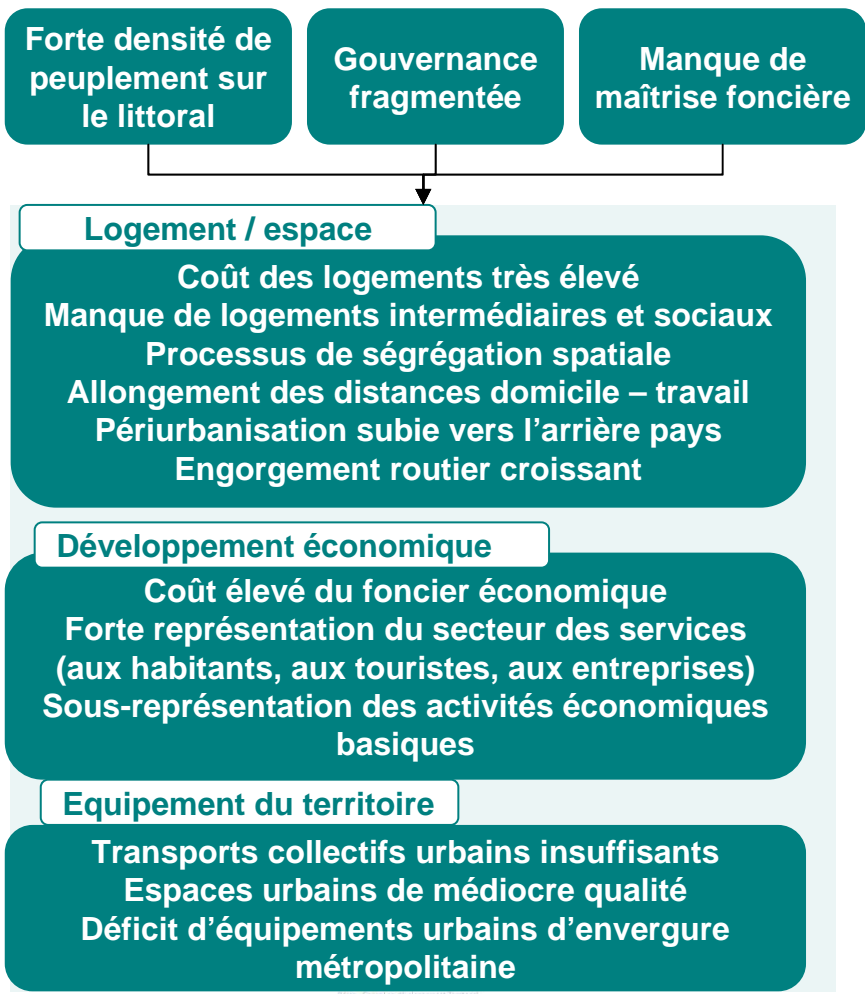 Forte densité de
peuplement sur
le littoral
Gouvernance
fragmentée
Manque de
maîtrise foncière
Logement / espace
Coût des logements très élevé
Manque de logements intermédiaires et sociaux
Processus de ségrégation spatiale
Allongement des distances domicile – travail
Périurbanisation subie vers l’arrière pays
Engorgement routier croissant
Développement économique
Coût élevé du foncier économique
Forte représentation du secteur des services
(aux habitants, aux touristes, aux entreprises)
Sous-représentation des activités économiques
basiques
Equipement du territoire
Transports collectifs urbains insuffisants
Espaces urbains de médiocre qualité
Déficit d’équipements urbains d’envergure
métropolitaine